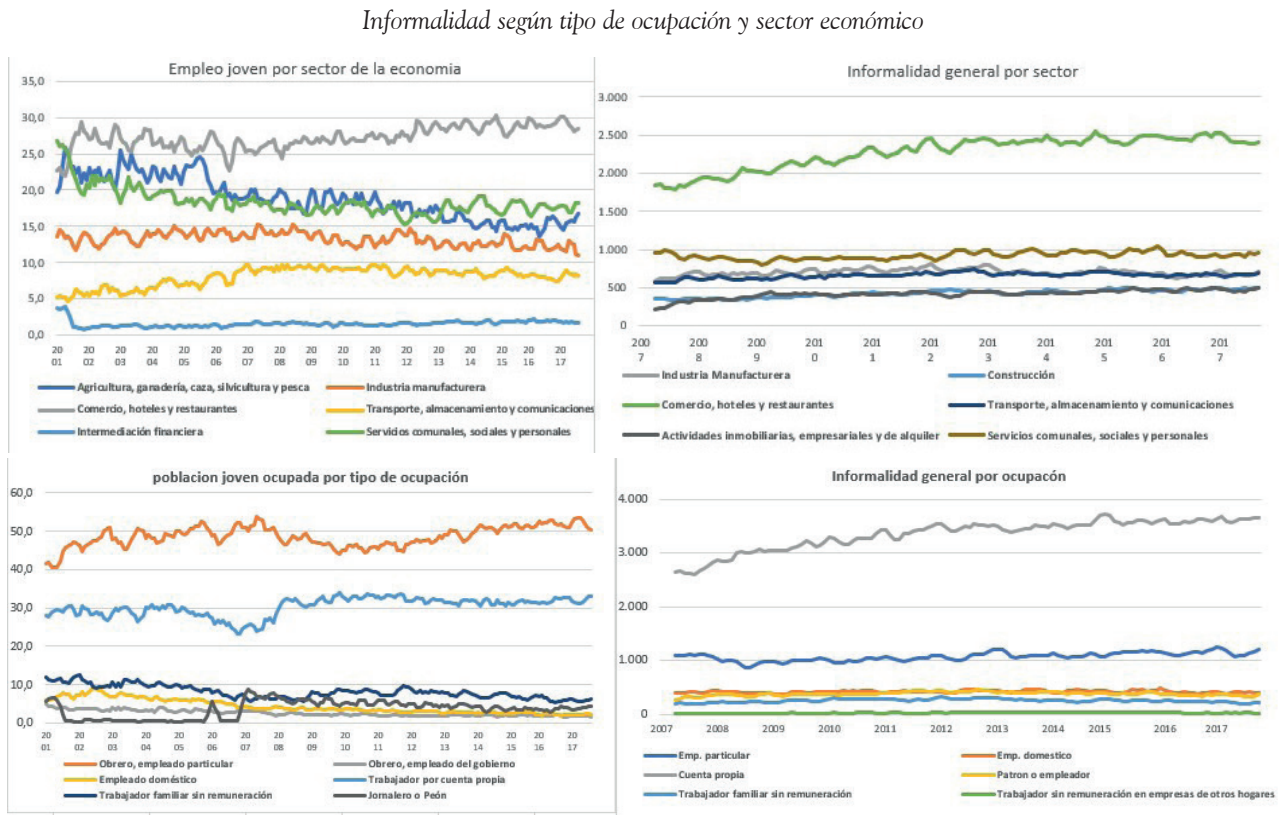 Informalidad según tipo de ocupación y sector económico
Empleo joven por sector de la economia
35,0
30,0
25,0
20,0
15,0
10,0
5,0
0,0
20 20 20 20 20 20 20 20 20 20 20 20 20 20 20 20 20
01 02 03 04 05 06 07 08 09 10 11 12 13 14 15 16 17
Agricultura, ganadería, caza, silvicultura y pesca Industria manufacturera
Comercio, hoteles y restaurantes Transporte, almacenamiento y comunicaciones
Intermediación financiera Servicios comunales, sociales y personales
Informalidad general por sector
3.000
2.500
2.000
1.500
1.000
500
0
200 200 200 201 201 201 201 201 201 201 201
7 8 9 0 1 2 3 4 5 6 7
Industria Manufacturera Construcción
Comercio, hoteles y restaurantes Transporte, almacenamiento y comunicaciones
Actividades inmobiliarias, empresariales y de alquiler Servicios comunales, sociales y personales
poblacion joven ocupada por tipo de ocupación
60,0
50,0
40,0
30,0
20,0
10,0
0,0
20 20 20 20 20 20 20 20 20 20 20 20 20 20 20 20 20
01 02 03 04 05 06 07 08 09 10 11 12 13 14 15 16 17
Obrero, empleado particular Obrero, empleado del gobierno
Empleado doméstico Trabajador por cuenta propia
Trabajador familiar sin remuneración Jornalero o Peón
Informalidad general por ocupacón
4.000
3.000
2.000
1.000
0
2007 2008 2009 2010 2011 2012 2013 2014 2015 2016 2017
Emp. particular Emp. domestico
Cuenta propia Patron o empleador
Trabajador familiar sin remuneración Trabajador sin remuneración en empresas de otros hogares